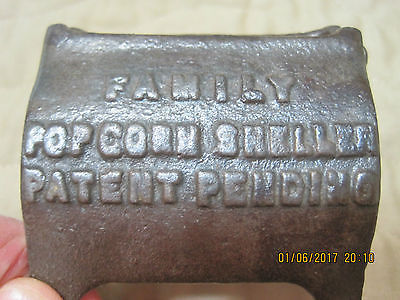 FAMILY
POP CORN SHELLER
PATENT PENDING
01/06/2017 20:10